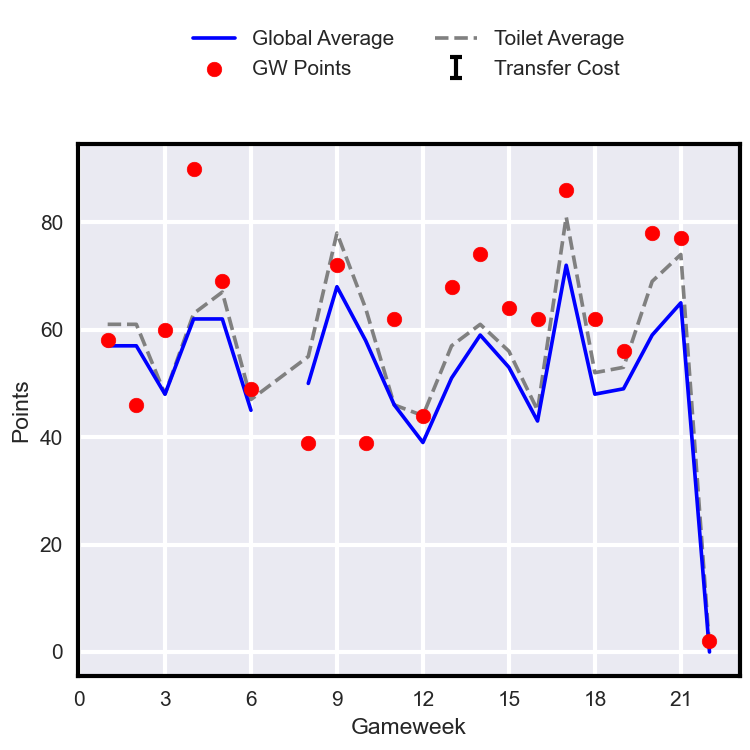 Global Average
Toilet Average
GW Points
Transfer Cost
80
60
40
20
0
Points
0 3 6 9 12 15 18 21
Gameweek